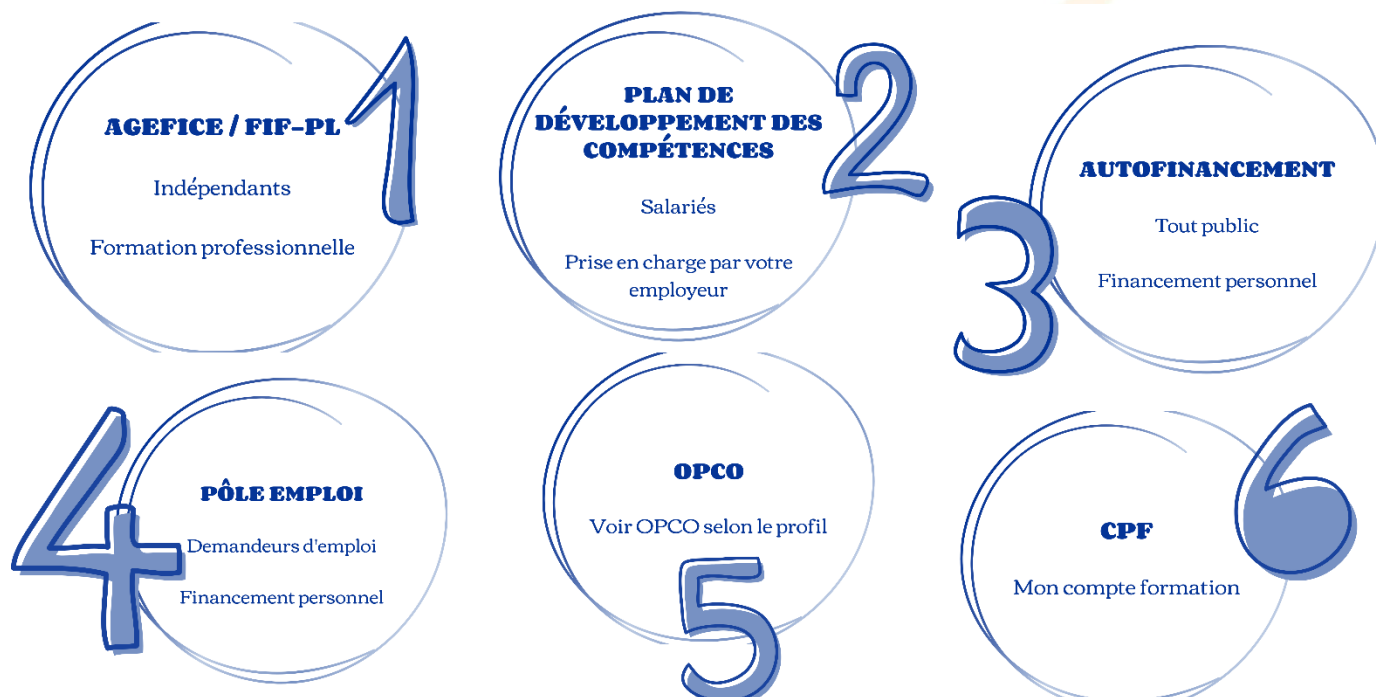 1
AGEFICE / FIF-PL
Indépendants
Formation professionnelle
2
PLAN DE
DÉVELOPPEMENT DES
COMPÉTENCES
Salariés
Prise en charge par votre
employeur
3
AUTOFINANCEMENT
Tout public
Financement personnel
4
PÔLE EMPLOI
Demandeurs d'emploi
Financement personnel
5
OPCO
Voir OPCO selon le profil
6
CPF
Mon compte formation